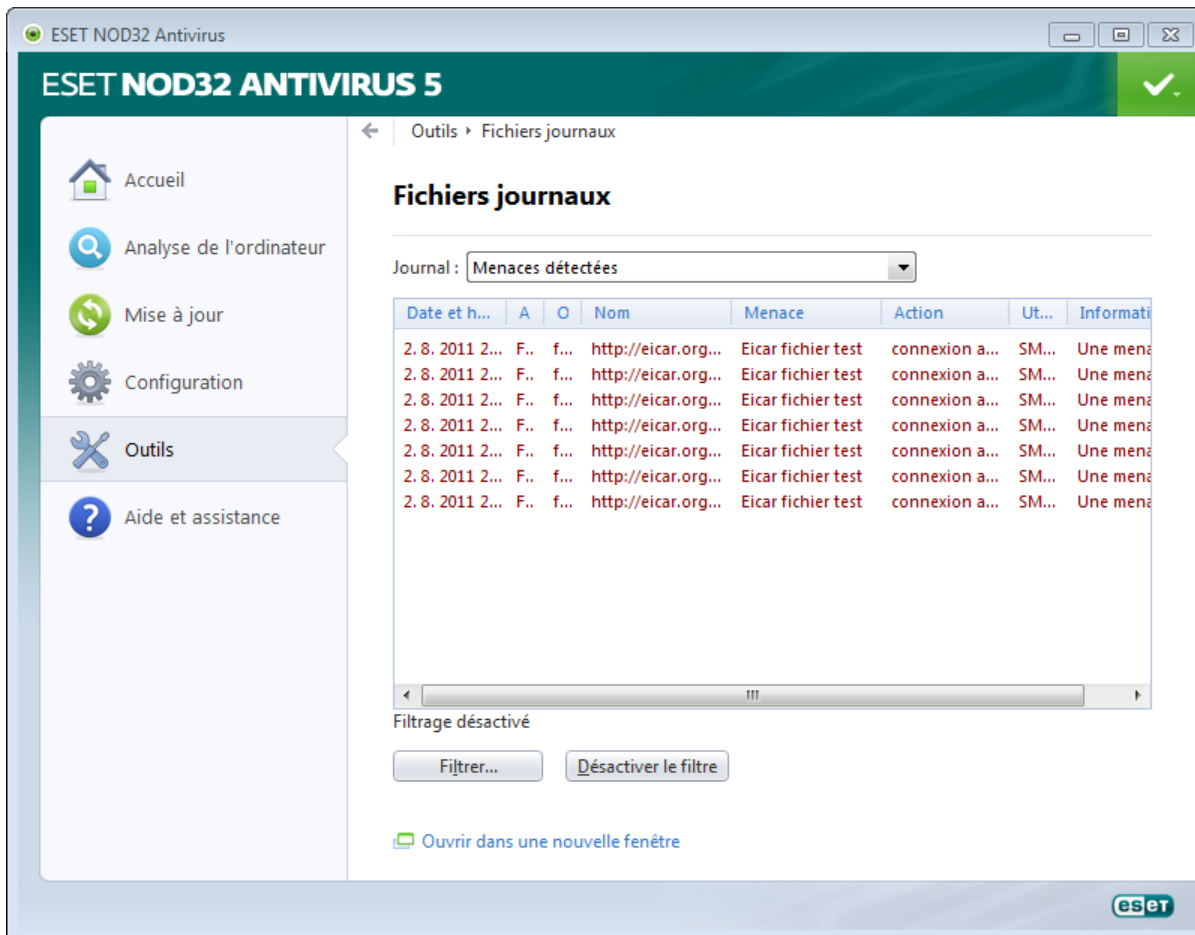 ESET NOD32 Antivirus
ESET NOD32 ANTIVIRUS 5
Outils Fichiers journaux
Accueil
Analyse de l'ordinateur
Mise à jour
Configuration
Outils
Aide et assistance
Fichiers journaux
Journal : Menaces détectées
Date et h... A O Nom Menace Action Ut... Informati
2. 8. 2011 2... F.. f... http://eicar.org... Eicar fichier test connexion a... SM... Une mena
2. 8. 2011 2... F.. f... http://eicar.org... Eicar fichier test connexion a... SM... Une mena
2. 8. 2011 2... F.. f... http://eicar.org... Eicar fichier test connexion a... SM... Une mena
2. 8. 2011 2... F.. f... http://eicar.org... Eicar fichier test connexion a... SM... Une mena
2. 8. 2011 2... F.. f... http://eicar.org... Eicar fichier test connexion a... SM... Une mena
2. 8. 2011 2... F.. f... http://eicar.org... Eicar fichier test connexion a... SM... Une mena
2. 8. 2011 2... F.. f... http://eicar.org... Eicar fichier test connexion a... SM... Une mena
Filtrage désactivé
Filtrer... Désactiver le filtre
Ouvrir dans une nouvelle fenêtre
eset